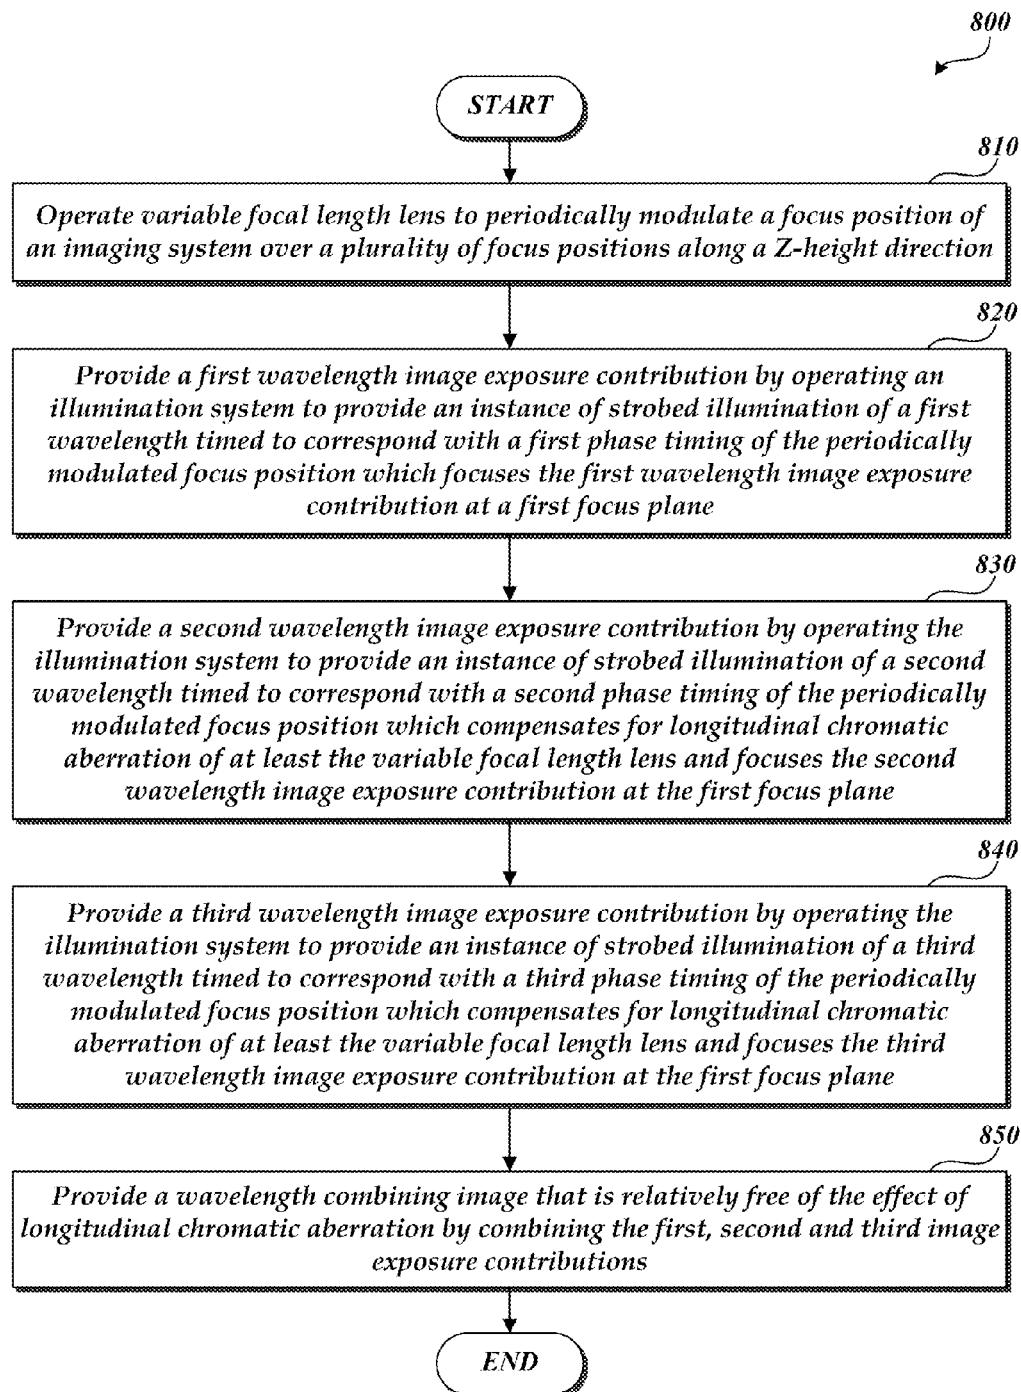 800
START
810
Operate variable focal length lens to periodically modulate a focus position of
an imaging system over a plurality of focus positions along a Z-height direction
820
Provide a first wavelength image exposure contribution by operating an
illumination system to provide an instance of strobed illumination of a first
wavelength timed to correspond with a first phase timing of the periodically
modulated focus position which focuses the first wavelength image exposure
contribution at a first focus plane
830
Provide a second wavelength image exposure contribution by operating the
illumination system to provide an instance of strobed illumination of a second
wavelength timed to correspond with a second phase timing of the periodically
modulated focus position which compensates for longitudinal chromatic
aberration of at least the variable focal length lens and focuses the second
wavelength image exposure contribution at the first focus plane
840
Provide a third wavelength image exposure contribution by operating the
illumination system to provide an instance of strobed illumination of a third
wavelength timed to correspond with a third phase timing of the periodically
modulated focus position which compensates for longitudinal chromatic
aberration of at least the variable focal length lens and focuses the third
wavelength image exposure contribution at the first focus plane
850
Provide a wavelength combining image that is relatively free of the effect of
longitudinal chromatic aberration by combining the first, second and third image
exposure contributions
END